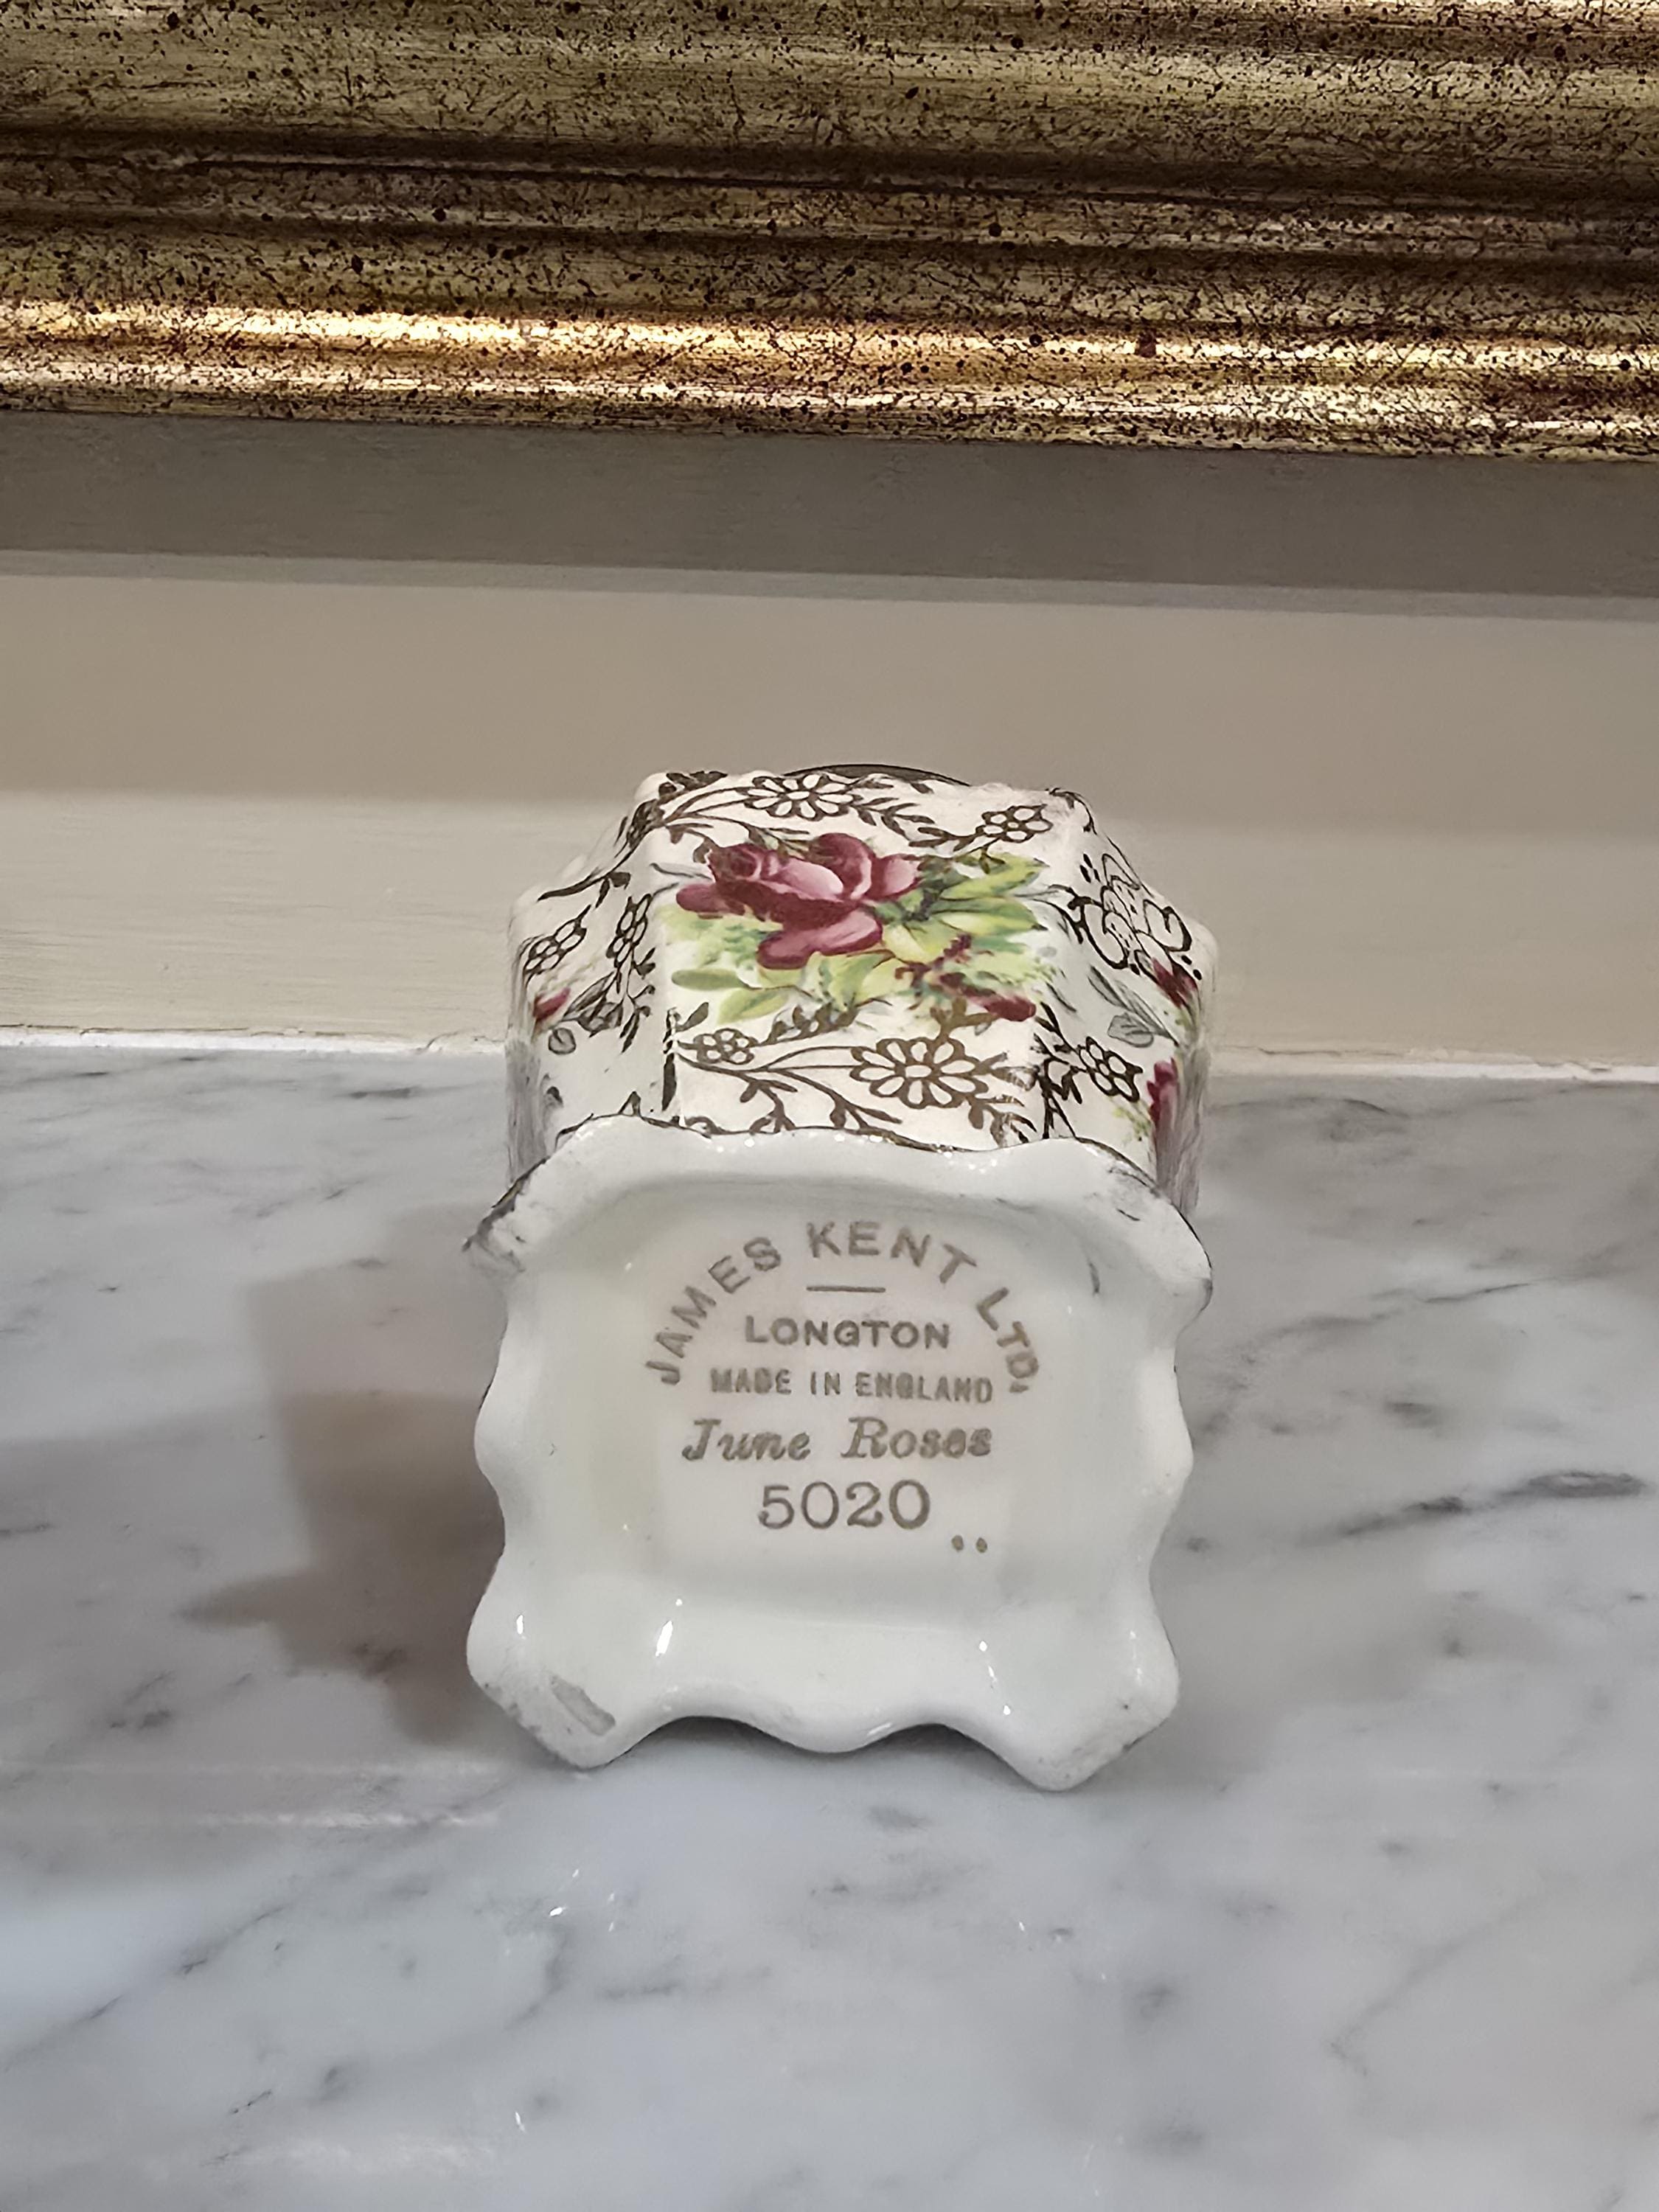 JAMES KENT LTD.
LONGTON
MADE IN ENGLAND
June Roses
5020